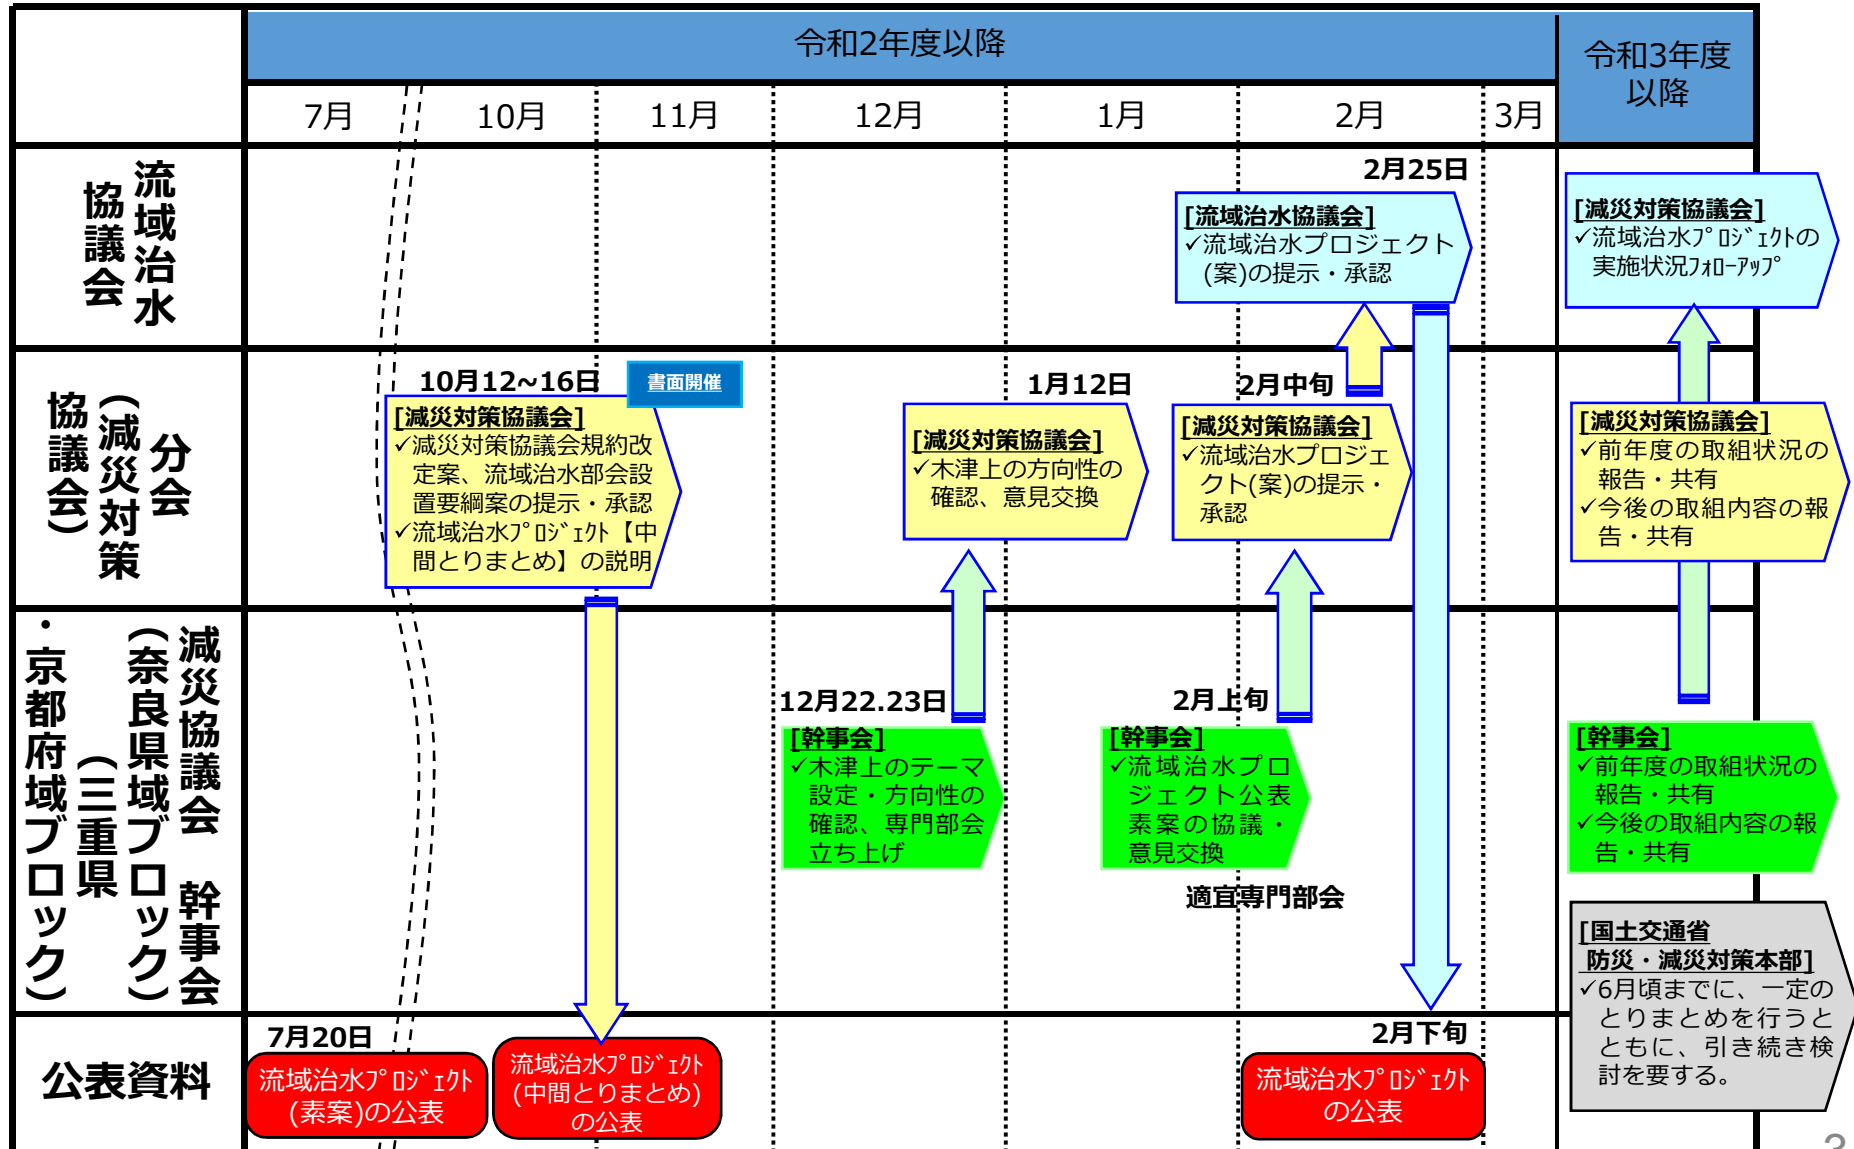 令和2年度以降
令和3年度
以降
7月
10月
11月
12月
1月
2月
3月
流域治水
協議会
2月25日
[流域治水協議会]
✓流域治水プロジェクト
(案)の提示・承認
[減災対策協議会]
✓流域治水ﾌﾟﾛｼﾞｪｸﾄの
実施状況ﾌｫﾛｰｱｯﾌﾟ
分会
(減災対策
協議会)
10月12~16日
書面開催
[減災対策協議会]
✓減災対策協議会規約改
定案、流域治水部会設
置要綱案の提示・承認
✓流域治水ﾌﾟﾛｼﾞｪｸﾄ【中
間とりまとめ】の説明
1月12日
[減災対策協議会]
✓木津上の方向性の
確認、意見交換
2月中旬
[減災対策協議会]
✓流域治水プロジェ
クト(案)の提示・
承認
[減災対策協議会]
✓前年度の取組状況の
報告・共有
✓今後の取組内容の報
告・共有
減災協議会　幹事会
(奈良県域ブロック)
(三重県
・京都府域ブロック)
12月22.23日
[幹事会]
✓木津上のテーマ
設定・方向性の
確認、専門部会
立ち上げ
2月上旬
[幹事会]
✓流域治水プロ
ジェクト公表
素案の協議・
意見交換
適宜専門部会
[幹事会]
✓前年度の取組状況の
報告・共有
✓今後の取組内容の報
告・共有
[国土交通省
防災・減災対策本部]
✓6月頃までに、一定の
とりまとめを行うと
ともに、引き続き検
討を要する。
公表資料
7月20日
流域治水ﾌﾟﾛｼﾞｪｸﾄ
(素案)の公表
流域治水ﾌﾟﾛｼﾞｪｸﾄ
(中間とりまとめ)
の公表
2月下旬
流域治水ﾌﾟﾛｼﾞｪｸﾄ
の公表
3